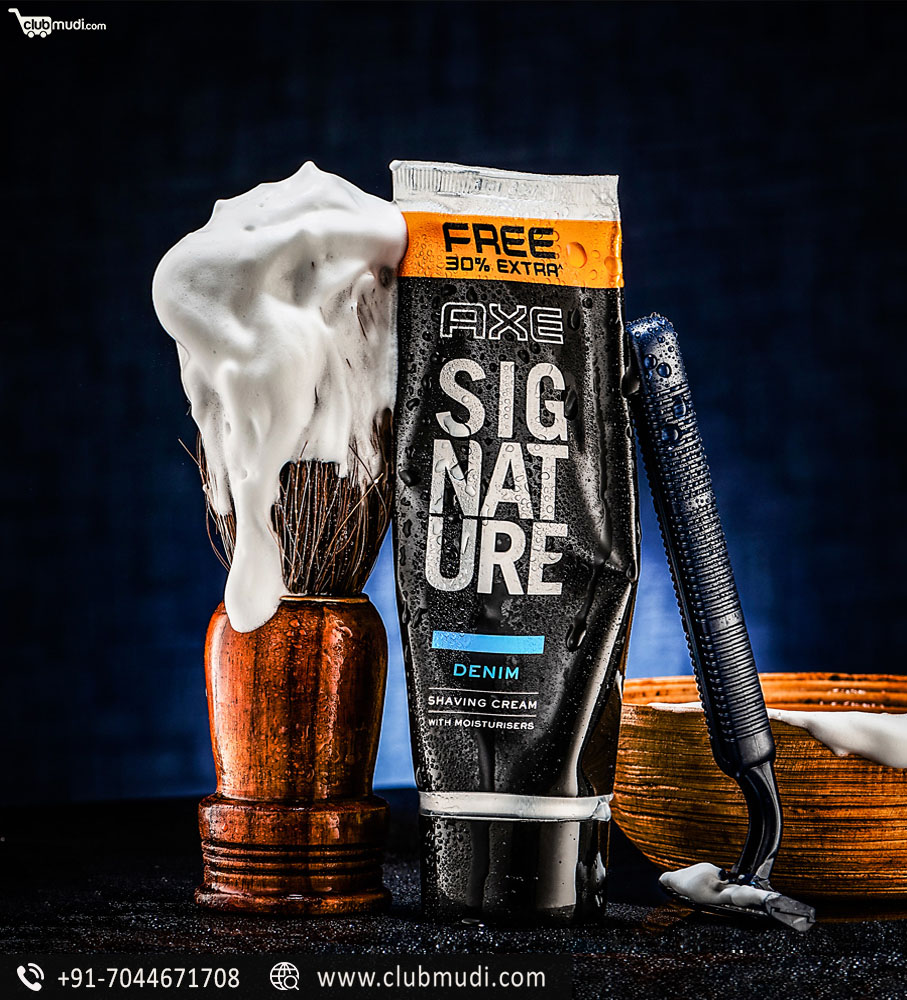 clubmudi.com
FREE
30% EXTRA^
AXE
SIG
NAT
URE
DENIM
SHAVING CREAM
WITH MOISTURISERS
+91-7044671708 www.clubmudi.com